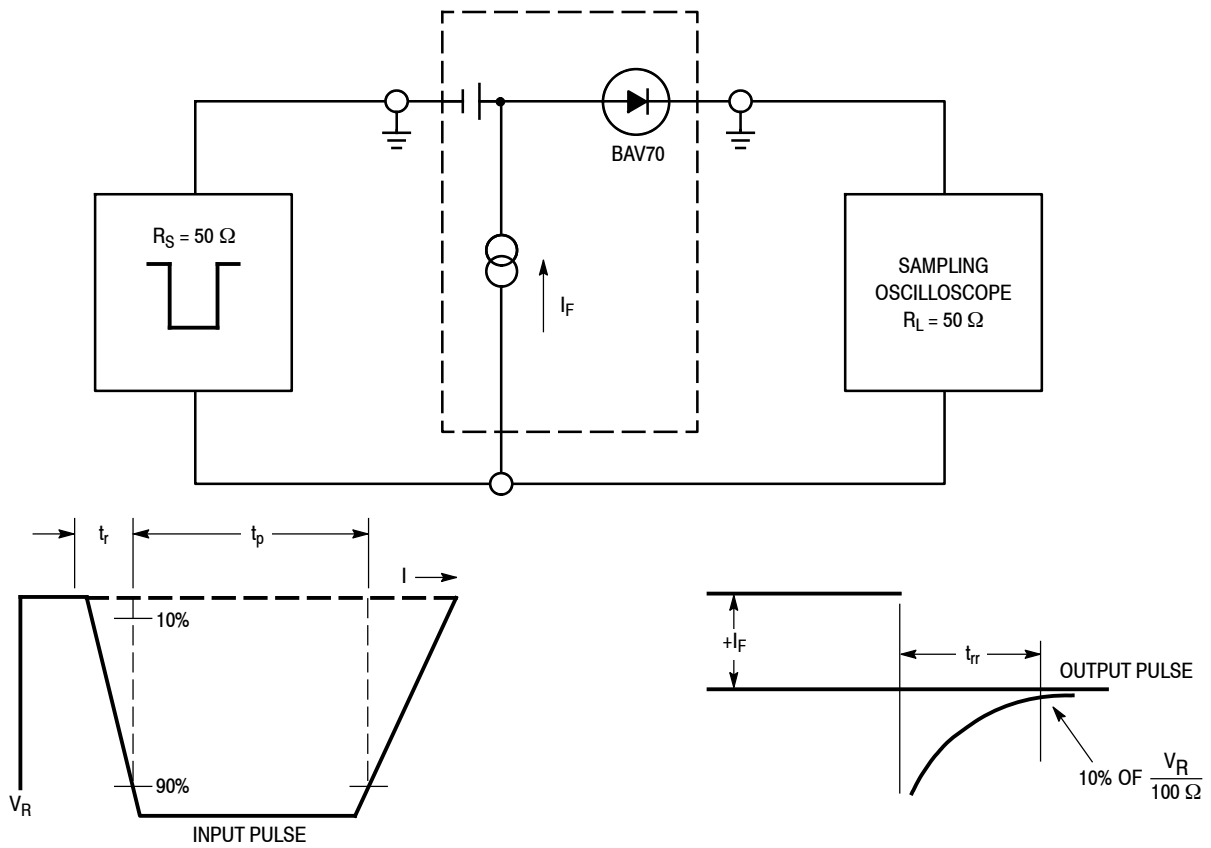 BAV70
R_S = 50 Ω
I_F
SAMPLING
OSCILLOSCOPE
R_L = 50 Ω
t_r
t_p
I
10%
90%
V_R
INPUT PULSE
+I_F
t_rr
OUTPUT PULSE
10% OF V_R / 100 Ω